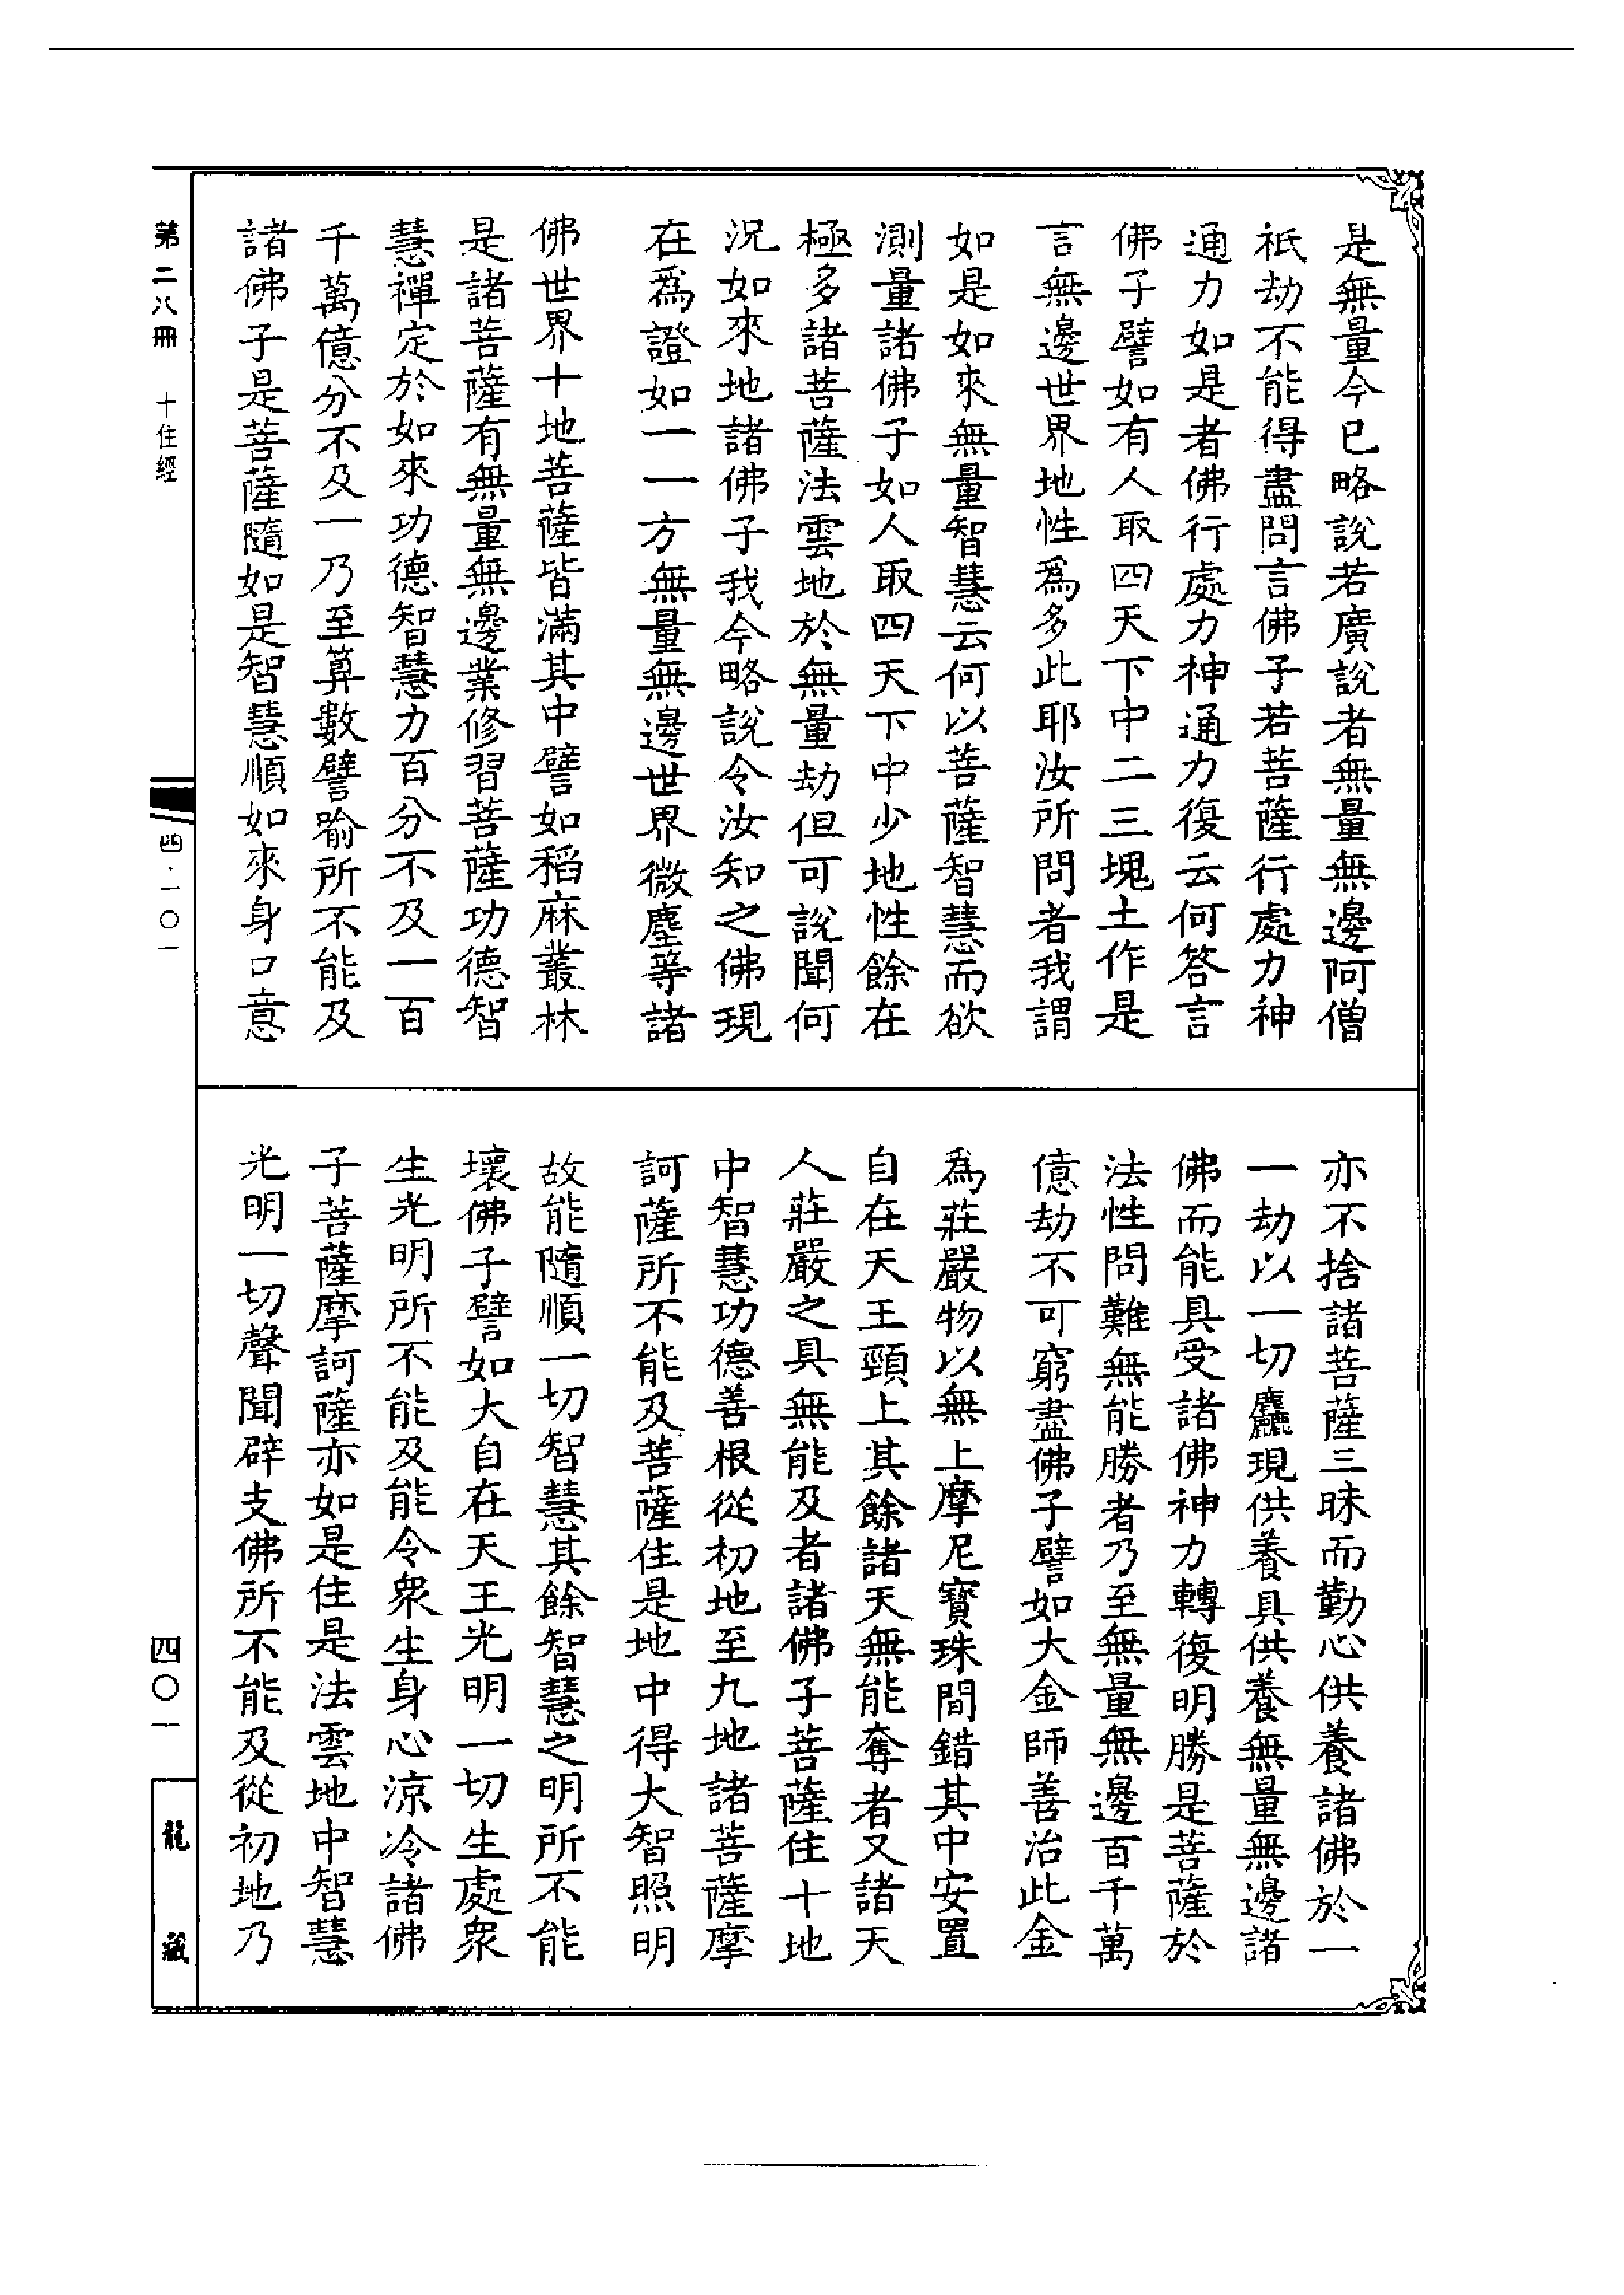 是無量今已略說若廣說者無量無邊阿僧
祇劫不能得盡問言佛子若菩薩行處力神
通力如是者佛行處力神通力復云何答言
佛子譬如有人取四天下中二三塊土作是
言無邊世界地性為多此耶汝所問者我謂
如是如來無量智慧云何以菩薩智慧而欲
測量諸佛子如人取四天下中少地性餘在
極多諸菩薩法雲地於無量劫但可說聞何
況如來地諸佛子我今略說令汝知之佛現
在為證如一一方無量無邊世界微塵等諸
佛世界十地菩薩皆滿其中譬如稻麻叢林
是諸菩薩有無量無邊業修習菩薩功德智
慧禪定於如來功德智慧力百分不及一百
千萬億分不及一乃至算數譬喻所不能及
諸佛子是菩薩隨如是智慧順如來身口意
亦不捨諸菩薩三昧而勤心供養諸佛於一
一劫以一切麤現供養具供養無量無邊諸
佛而能具受諸佛神力轉復明勝是菩薩於
法性問難無能勝者乃至無量無邊百千萬
億劫不可窮盡佛子譬如大金師善治此金
為莊嚴物以無上摩尼寶珠間錯其中安置
自在天王頸上其餘諸天無能奪者又諸天
人莊嚴之具無能及者諸佛子菩薩住十地
中智慧功德善根從初地至九地諸菩薩摩
訶薩所不能及菩薩住是地中得大智照明
故能隨順一切智慧其餘智慧之明所不能
壞佛子譬如大自在天王光明一切生處眾
生光明所不能及能令眾生身心涼冷諸佛
子菩薩摩訶薩亦如是住是法雲地中智慧
光明一切聲聞辟支佛所不能及從初地乃
第二八冊 十住經
四·一〇一
四〇一
龍藏